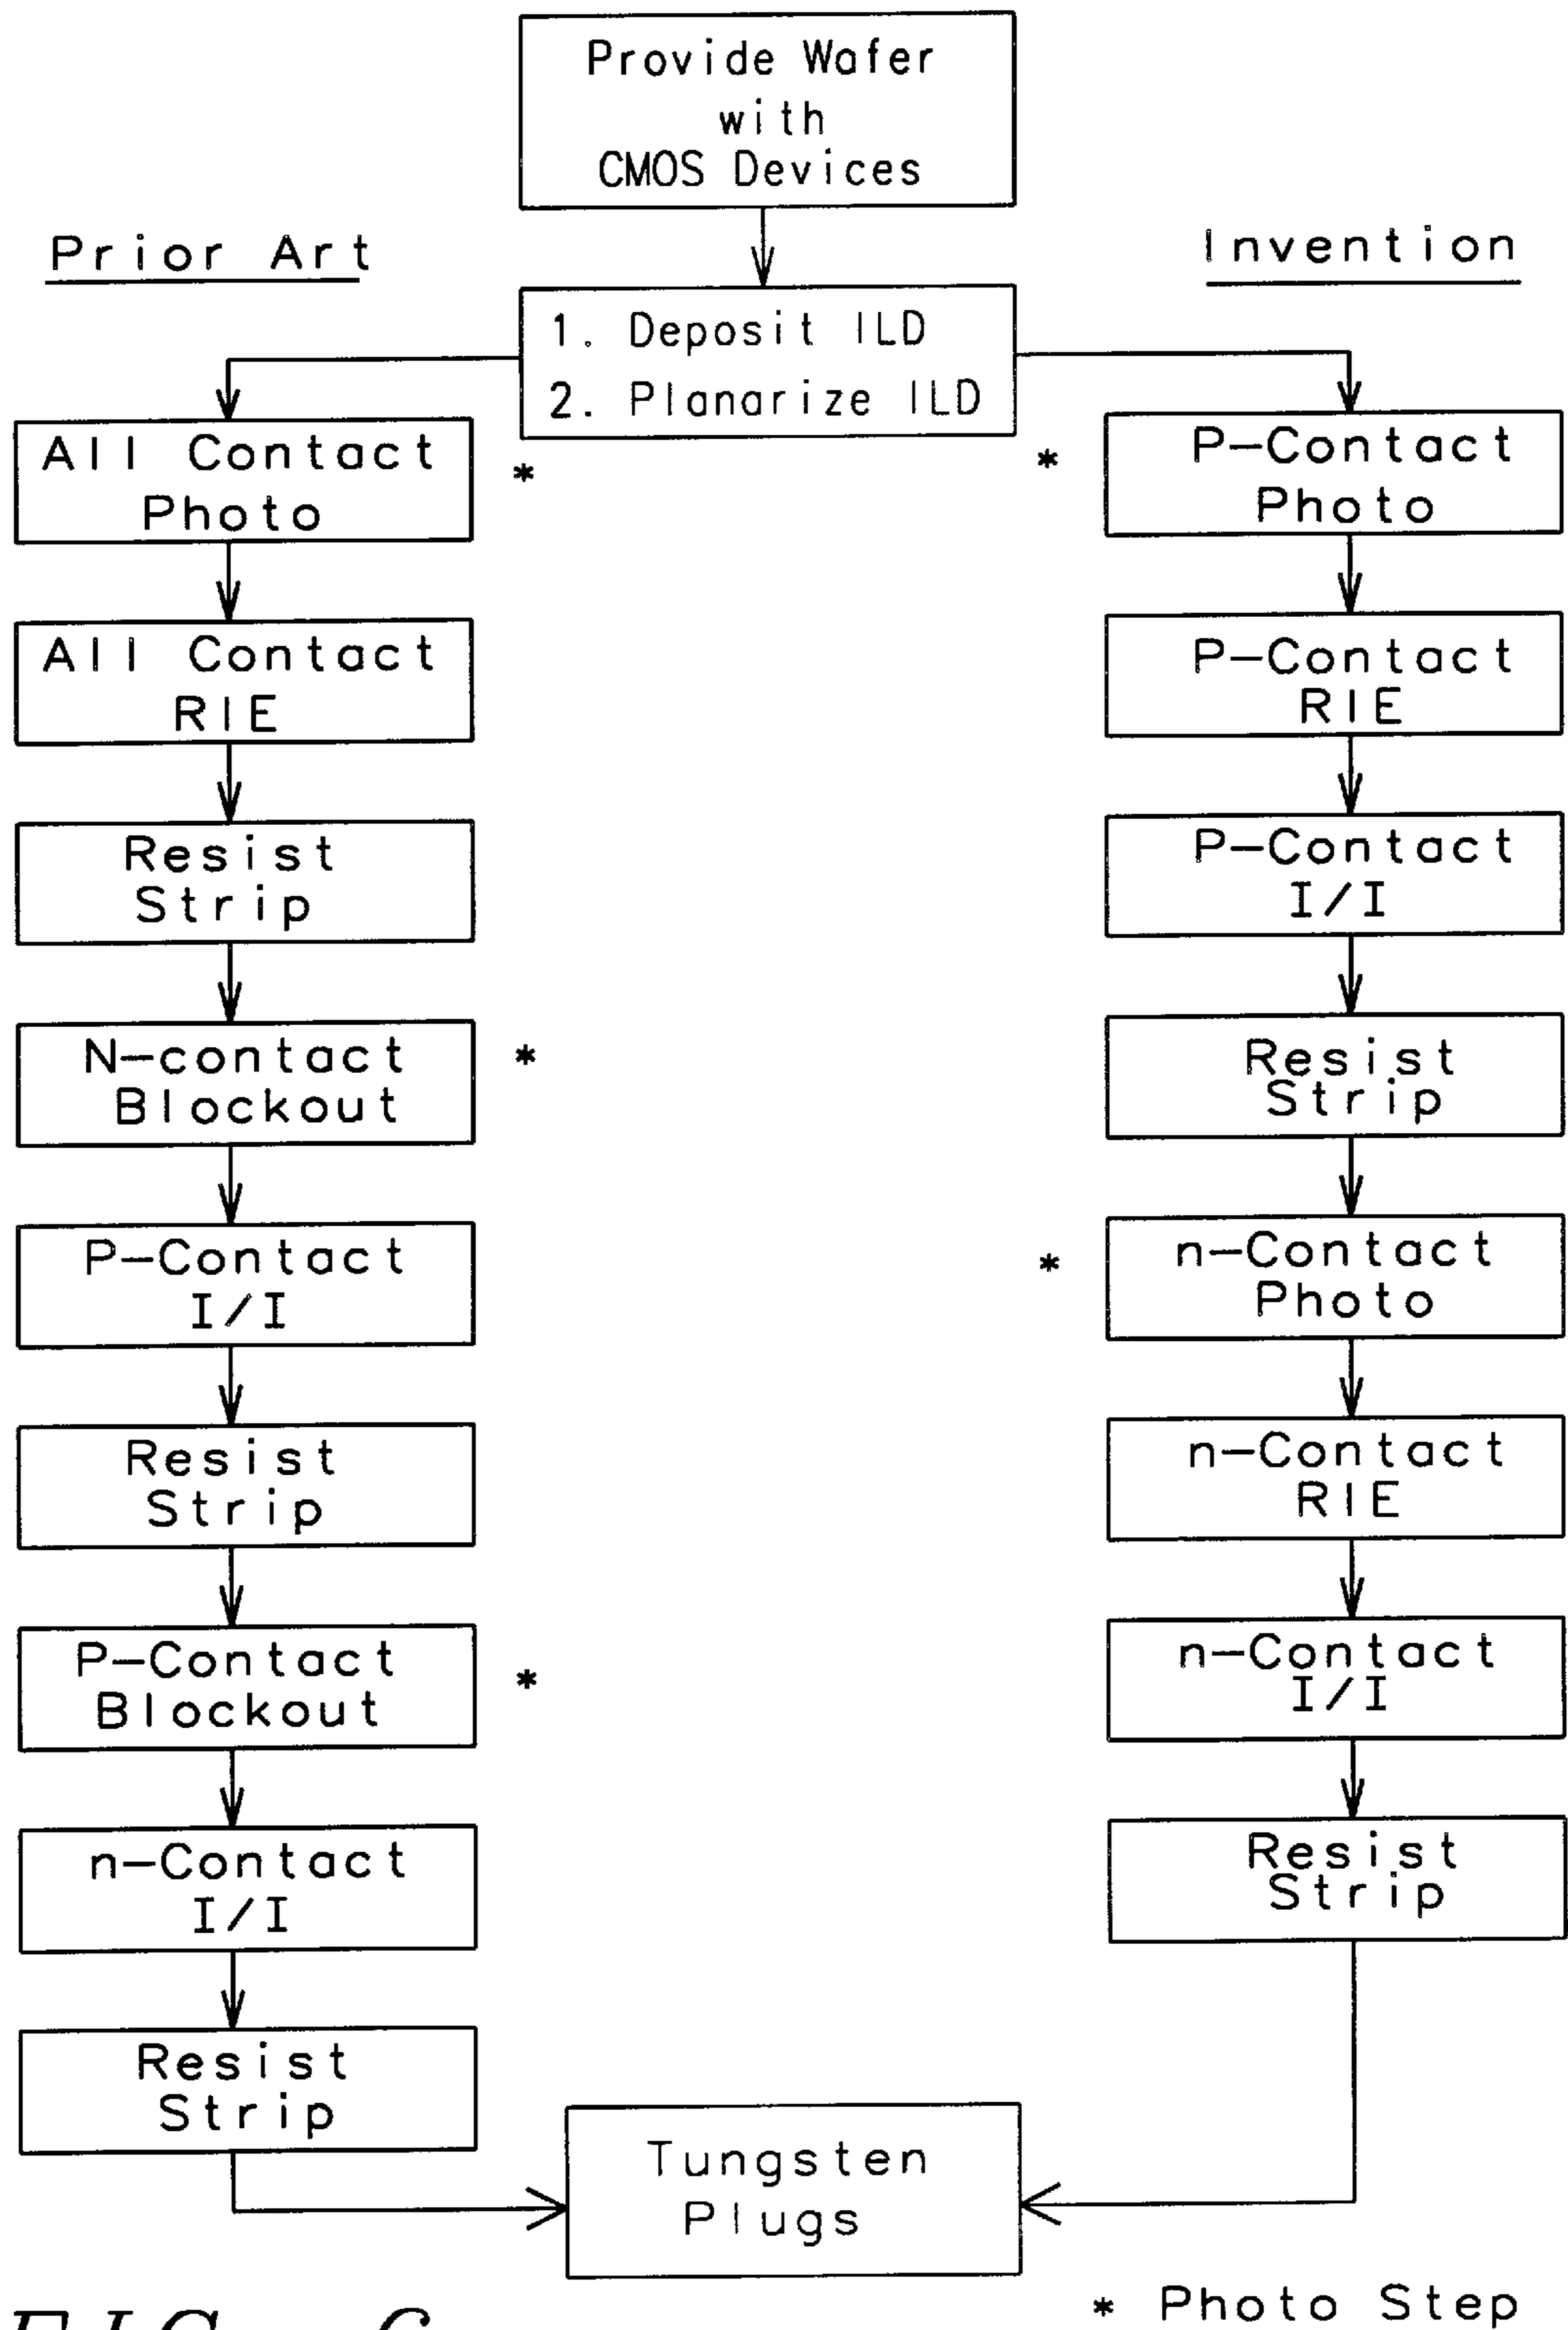 Provide Wafer
with
CMOS Devices
Prior Art
Invention
1. Deposit ILD
2. Planarize ILD
All Contact
Photo
*
All Contact
RIE
Resist
Strip
N-contact
Blockout
*
P-Contact
I/I
Resist
Strip
P-Contact
Blockout
*
n-Contact
I/I
Resist
Strip
*
P-Contact
Photo
P-Contact
RIE
P-Contact
I/I
Resist
Strip
*
n-Contact
Photo
n-Contact
RIE
n-Contact
I/I
Resist
Strip
Tungsten
Plugs
* Photo Step